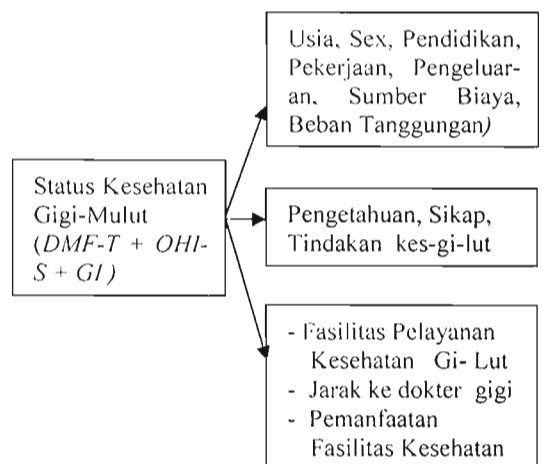 Usia, Sex, Pendidikan,
Pekerjaan, Pengeluar-
an, Sumber Biaya,
Beban Tanggungan)
Status Kesehatan
Gigi-Mulut
(DMF-T + OHI-
S + GI )
Pengetahuan, Sikap,
Tindakan kes-gi-lut
- Fasilitas Pelayanan
Kesehatan Gi- Lut
- Jarak ke dokter gigi
- Pemanfaatan
Fasilitas Kesehatan